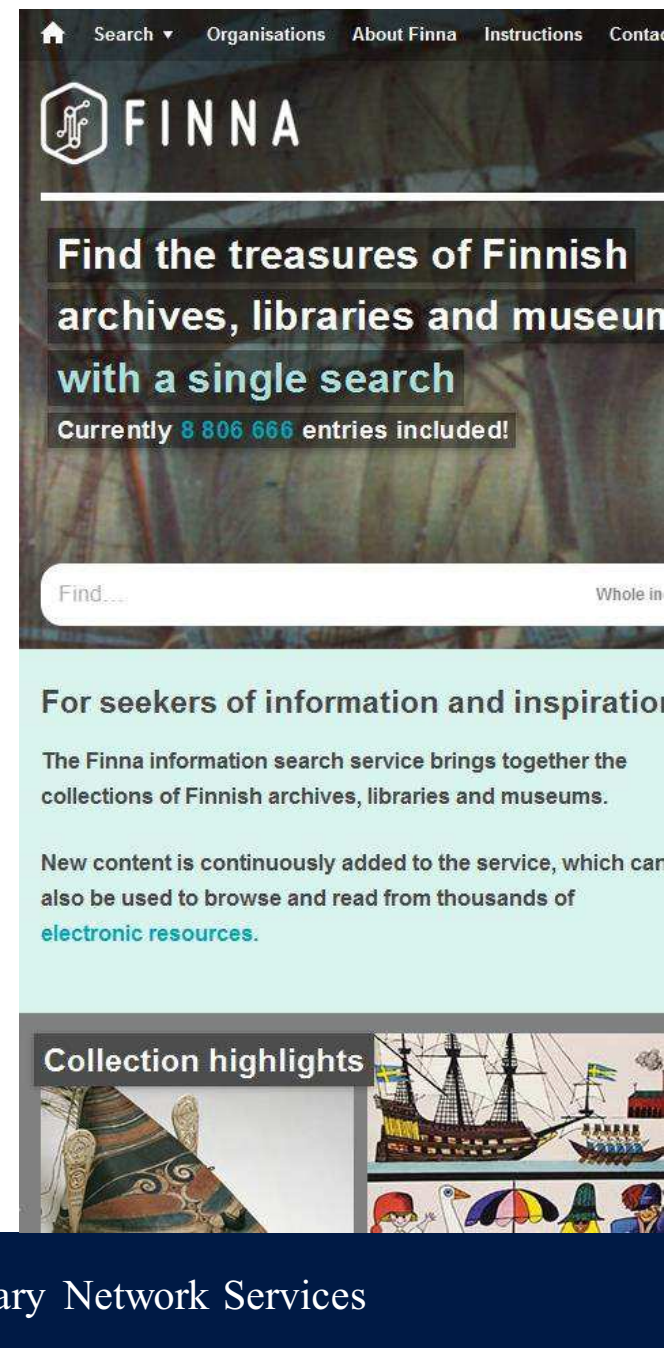 Search ▾ Organisations About Finna Instructions
FINNA
Find the treasures of Finnish
archives, libraries and museum
with a single search
Currently 8 806 666 entries included!
Find...
Whole in
For seekers of information and inspiration
The Finna information search service brings together the
collections of Finnish archives, libraries and museums.
New content is continuously added to the service, which can
also be used to browse and read from thousands of
electronic resources.
Collection highlights
ary Network Services